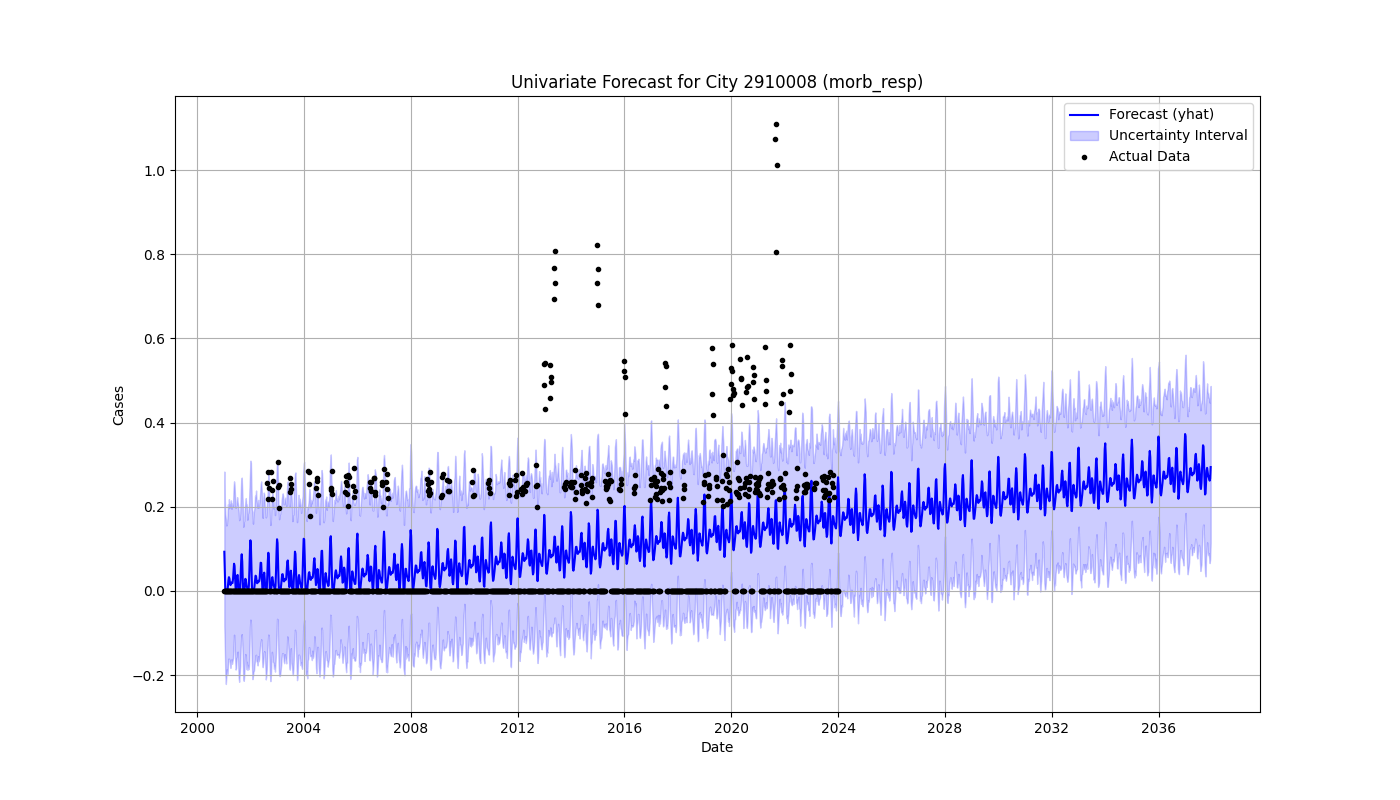 Univariate Forecast for City 2910008 (morb_resp)
Forecast (yhat)
Uncertainty Interval
Actual Data
Cases
1.0
0.8
0.6
0.4
0.2
0.0
−0.2
2000 2004 2008 2012 2016 2020 2024 2028 2032 2036
Date